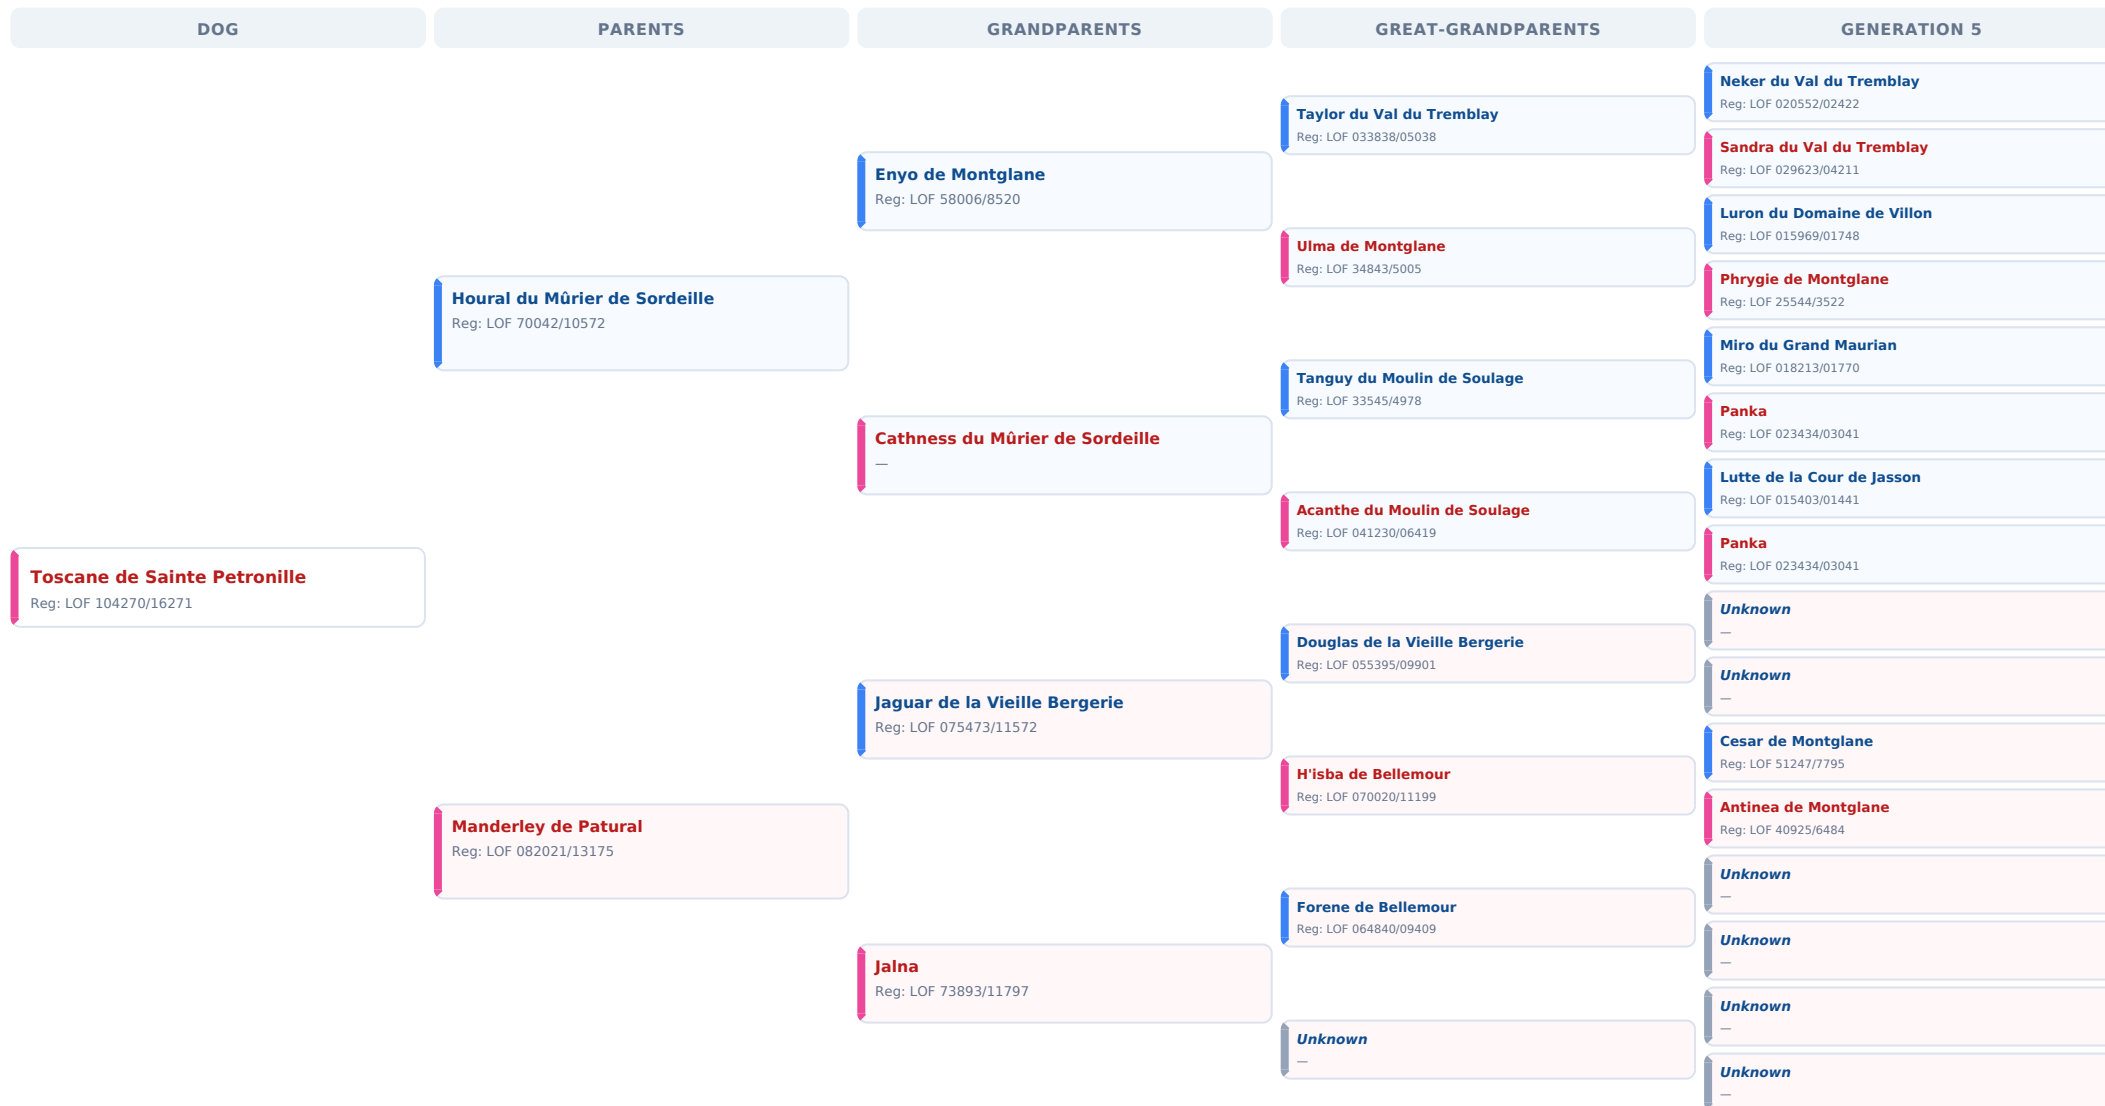 DOG
PARENTS
GRANDPARENTS
GREAT-GRANDPARENTS
GENERATION 5
Toscane de Sainte Petronille
Reg: LOF 104270/16271
Houral du Mûrier de Sordeille
Reg: LOF 70042/10572
Manderley de Patural
Reg: LOF 082021/13175
Enyo de Montglane
Reg: LOF 58006/8520
Cathness du Mûrier de Sordeille
—
Jaguar de la Vieille Bergerie
Reg: LOF 075473/11572
Jalna
Reg: LOF 73893/11797
Taylor du Val du Tremblay
Reg: LOF 033838/05038
Ulma de Montglane
Reg: LOF 34843/5005
Tanguy du Moulin de Soulage
Reg: LOF 33545/4978
Acanthe du Moulin de Soulage
Reg: LOF 041230/06419
Douglas de la Vieille Bergerie
Reg: LOF 055395/09901
H'isba de Bellemour
Reg: LOF 070020/11199
Forene de Bellemour
Reg: LOF 064840/09409
Unknown
—
Neker du Val du Tremblay
Reg: LOF 020552/02422
Sandra du Val du Tremblay
Reg: LOF 029623/04211
Luron du Domaine de Villon
Reg: LOF 015969/01748
Phrygie de Montglane
Reg: LOF 25544/3522
Miro du Grand Maurian
Reg: LOF 018213/01770
Panka
Reg: LOF 023434/03041
Lutte de la Cour de Jasson
Reg: LOF 015403/01441
Panka
Reg: LOF 023434/03041
Unknown
—
Unknown
—
Cesar de Montglane
Reg: LOF 51247/7795
Antinea de Montglane
Reg: LOF 40925/6484
Unknown
—
Unknown
—
Unknown
—
Unknown
—